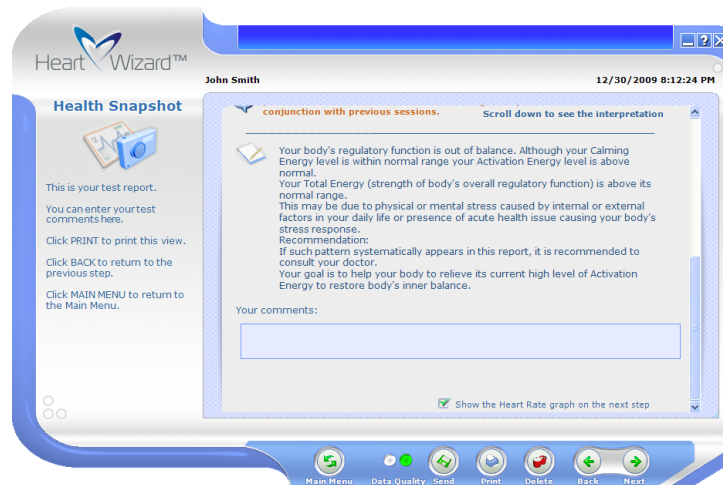 Heart Wizard™
John Smith
12/30/2009 8:12:24 PM
Health Snapshot
This is your test report.
You can enter your test
comments here.
Click PRINT to print this view.
Click BACK to return to the
previous step.
Click MAIN MENU to return to
the Main Menu.
conjunction with previous sessions.
Scroll down to see the interpretation
Your body's regulatory function is out of balance. Although your Calming
Energy level is within normal range your Activation Energy level is above
normal.
Your Total Energy (strength of body's overall regulatory function) is above its
normal range.
This may be due to physical or mental stress caused by internal or external
factors in your daily life or presence of acute health issue causing your body's
stress response.
Recommendation:
If such pattern systematically appears in this report, it is recommended to
consult your doctor.
Your goal is to help your body to relieve its current high level of Activation
Energy to restore body's inner balance.
Your comments:
Show the Heart Rate graph on the next step
Main Menu
Data Quality
Send
Print
Delete
Back
Next